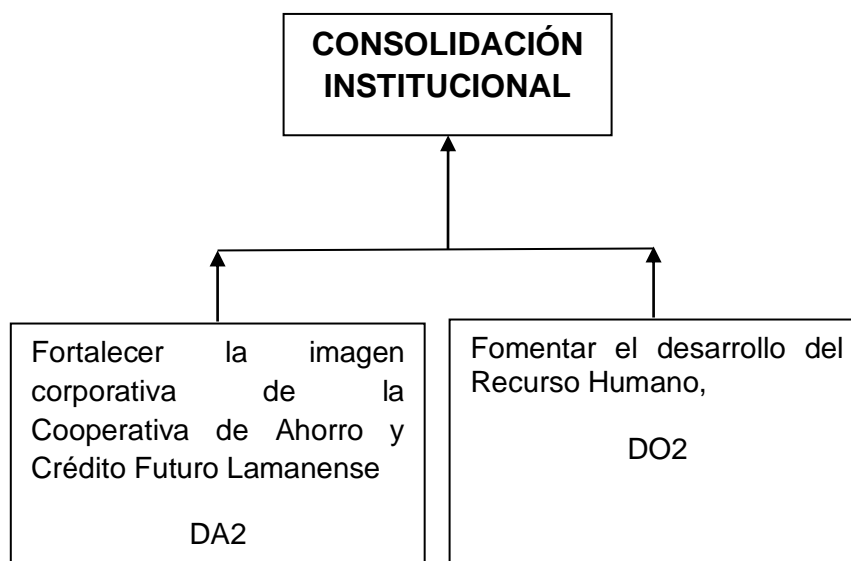 CONSOLIDACIÓN
INSTITUCIONAL
Fortalecer la imagen
corporativa de la
Cooperativa de Ahorro y
Crédito Futuro Lamanense
DA2
Fomentar el desarrollo del
Recurso Humano,
DO2